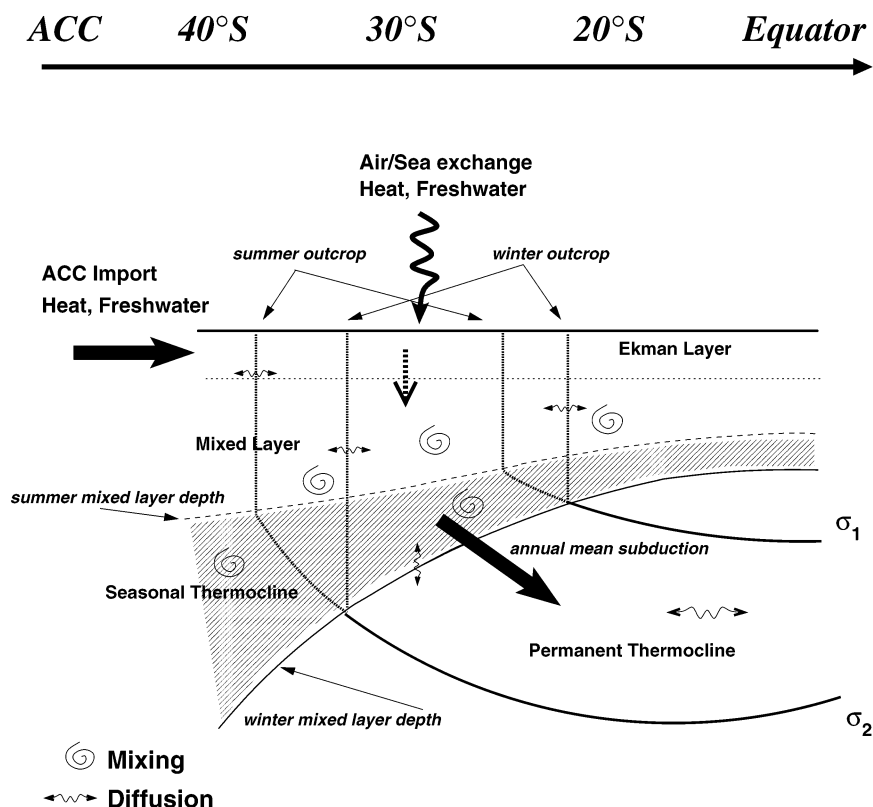 ACC 40°S 30°S 20°S Equator
Air/Sea exchange
Heat, Freshwater
summer outcrop
winter outcrop
ACC Import
Heat, Freshwater
Ekman Layer
Mixed Layer
summer mixed layer depth
σ1
annual mean subduction
Seasonal Thermocline
Permanent Thermocline
winter mixed layer depth
σ2
Mixing
Diffusion